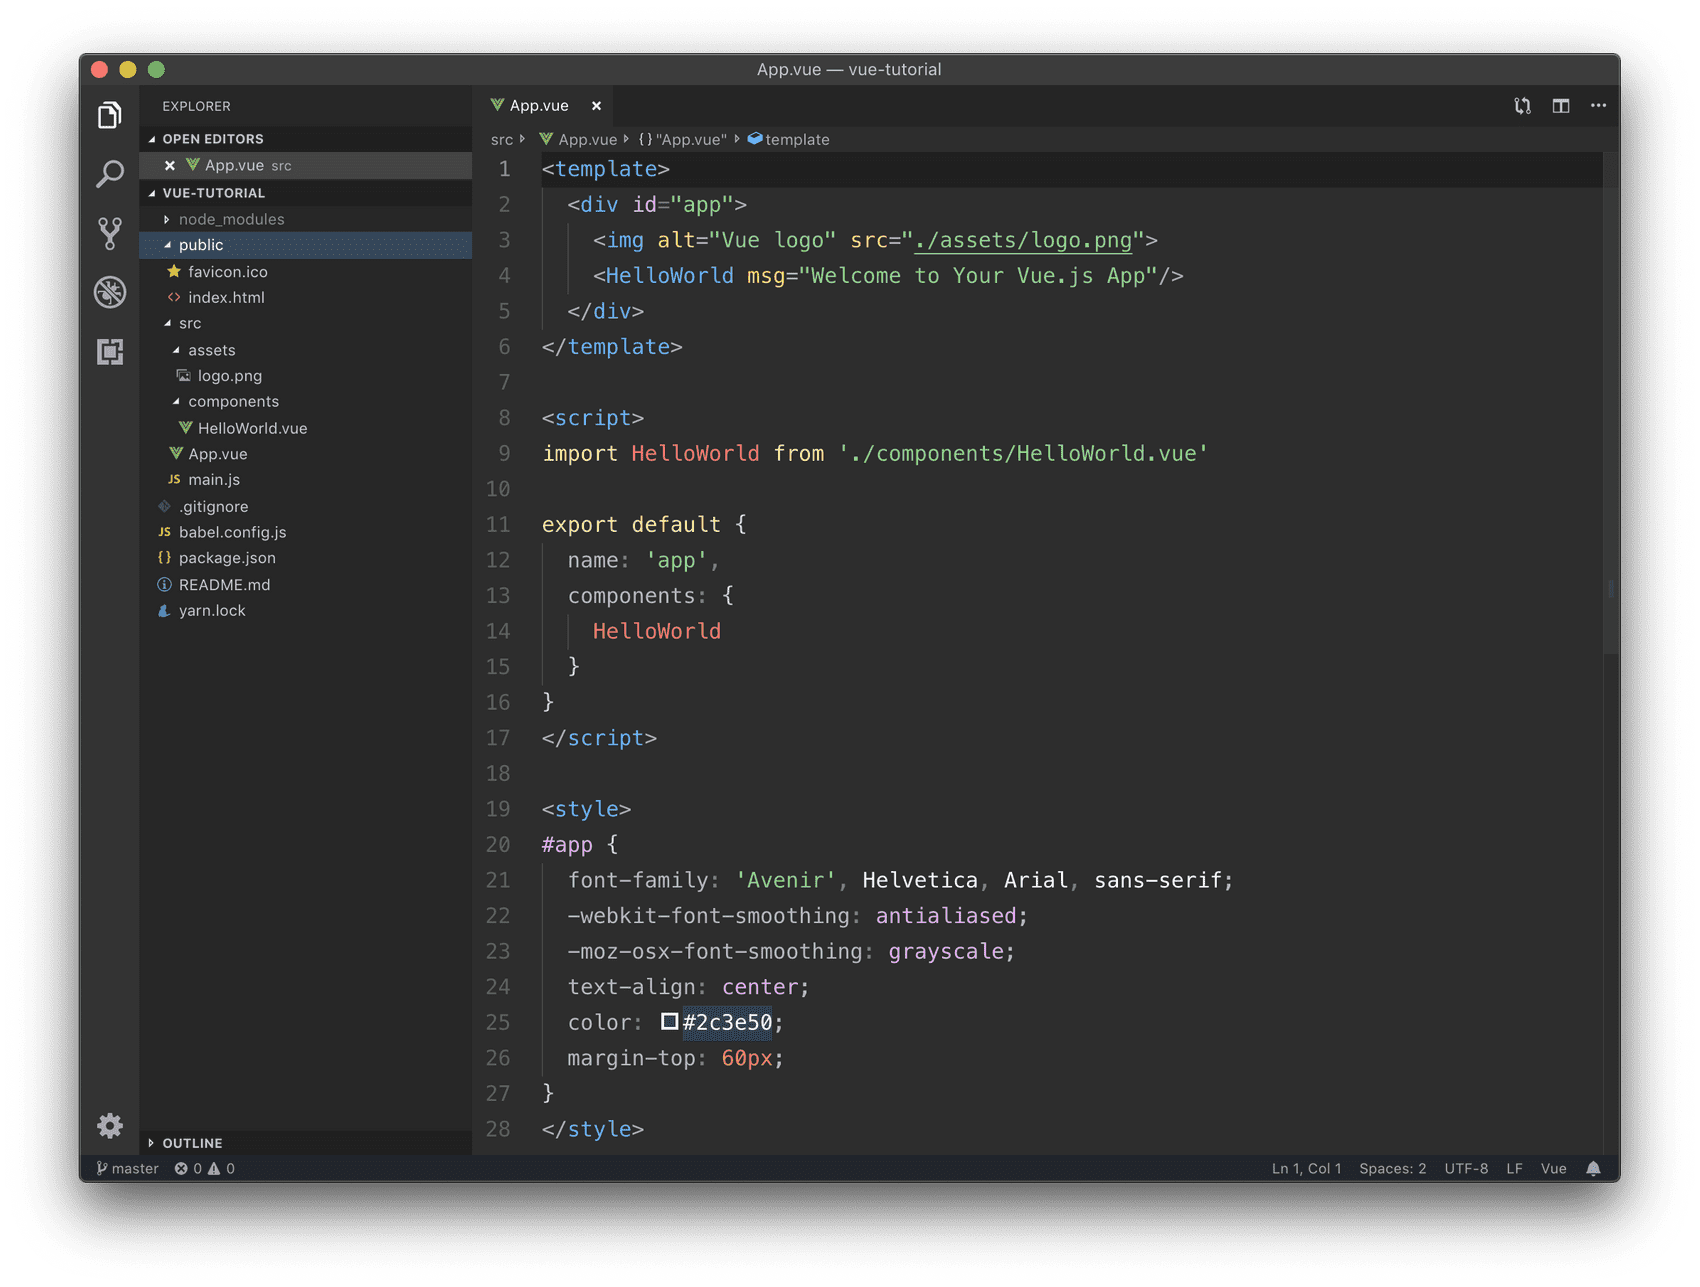 App.vue — vue-tutorial
EXPLORER
OPEN EDITORS
App.vue src
VUE-TUTORIAL
node_modules
public
favicon.ico
index.html
src
assets
logo.png
components
HelloWorld.vue
App.vue
JS main.js
.gitignore
JS babel.config.js
{} package.json
README.md
yarn.lock
OUTLINE
App.vue
src App.vue {} "App.vue" template
1 <template>
2 <div id="app">
3 <img alt="Vue logo" src="./assets/logo.png">
4 <HelloWorld msg="Welcome to Your Vue.js App"/>
5 </div>
6 </template>
7
8 <script>
9 import HelloWorld from './components/HelloWorld.vue'
10
11 export default {
12 name: 'app',
13 components: {
14 HelloWorld
15 }
16 }
17 </script>
18
19 <style>
20 #app {
21 font-family: 'Avenir', Helvetica, Arial, sans-serif;
22 -webkit-font-smoothing: antialiased;
23 -moz-osx-font-smoothing: grayscale;
24 text-align: center;
25 color: #2c3e50;
26 margin-top: 60px;
27 }
28 </style>
master 0 0 Ln 1, Col 1 Spaces: 2 UTF-8 LF Vue